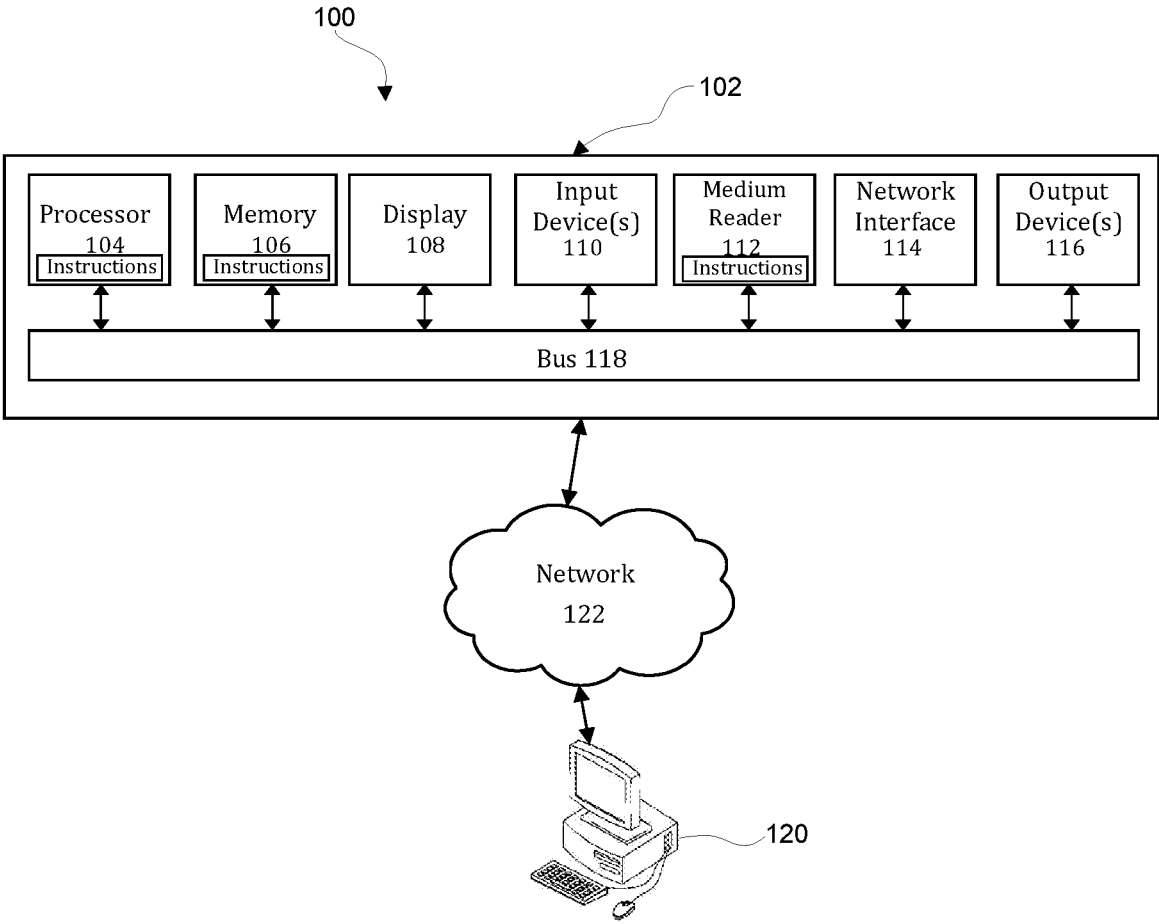 100
102
Processor
104
Instructions
Memory
106
Instructions
Display
108
Input
Device(s)
110
Medium
Reader
112
Instructions
Network
Interface
114
Output
Device(s)
116
Bus 118
Network
122
120